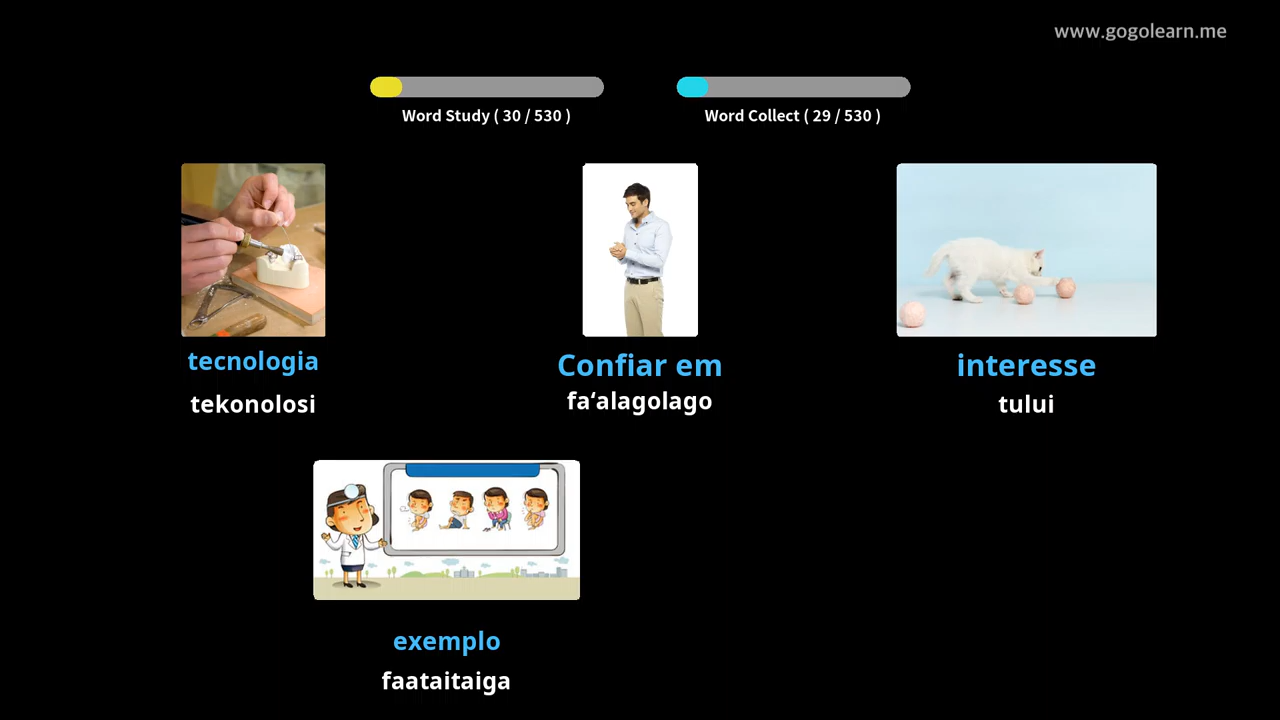 www.gogolearn.me
Word Study ( 30 / 530 )
Word Collect ( 29 / 530 )
tecnologia
tekonolosi
Confiar em
fa‘alagolago
interesse
tului
exemplo
faataitaiga